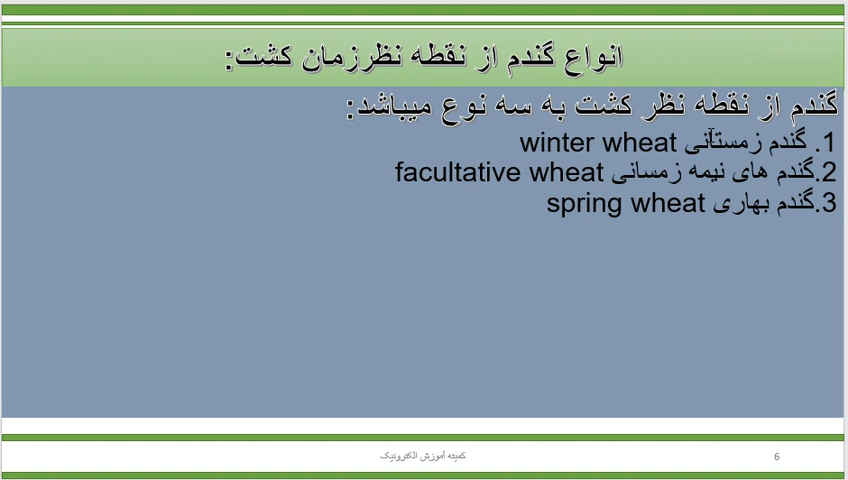 انواع گندم از نقطه نظرزمان کشت:
گندم از نقطه نظر کشت به سه نوع میباشد:
1. گندم زمستانی winter wheat
2.گندم های نیمه زمسانی facultative wheat
3.گندم بهاری spring wheat
کمیته آموزش الکترونیک
6